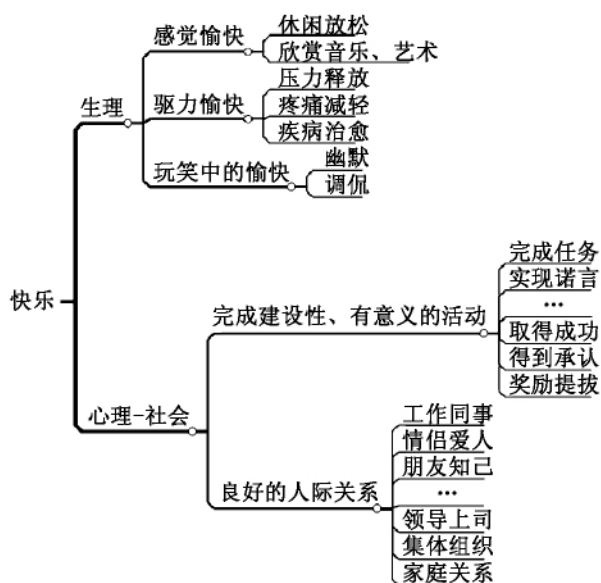 快乐
生理
感觉愉快
休闲放松
欣赏音乐、艺术
驱力愉快
压力释放
疼痛减轻
疾病治愈
玩笑中的愉快
幽默
调侃
心理-社会
完成建设性、有意义的活动
完成任务
实现诺言
…
取得成功
得到承认
奖励提拔
良好的人际关系
工作同事
情侣爱人
朋友知己
…
领导上司
集体组织
家庭关系